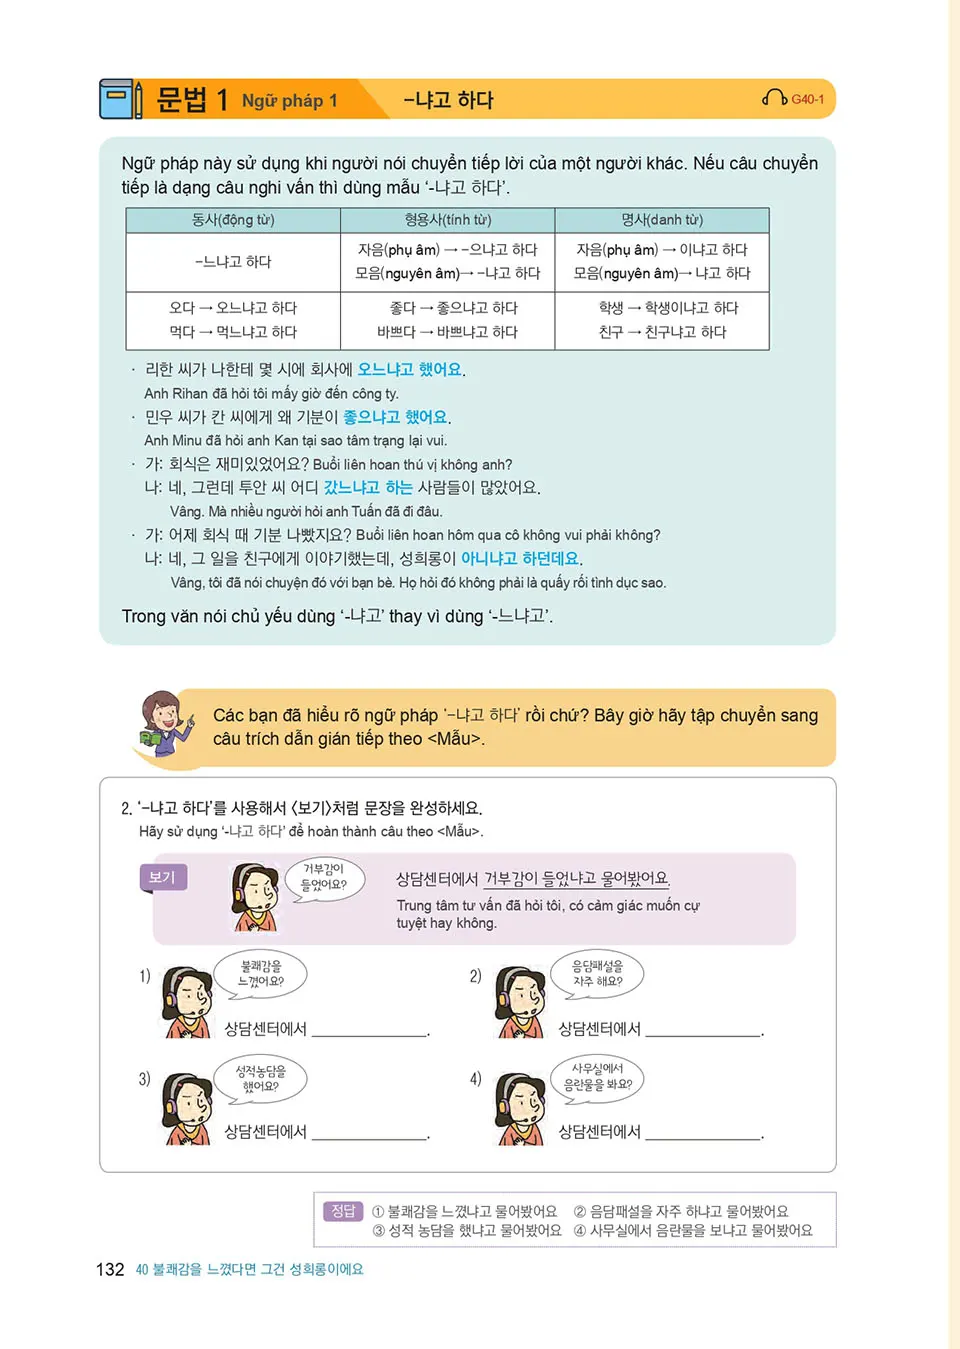 문법 1 Ngữ pháp 1 -냐고 하다 G40-1
Ngữ pháp này sử dụng khi người nói chuyển tiếp lời của một người khác. Nếu câu chuyển
tiếp là dạng câu nghi vấn thì dùng mẫu ‘-냐고 하다’.
동사(động từ) 형용사(tính từ) 명사(danh từ)
-느냐고 하다
자음(phụ âm) → -으냐고 하다
모음(nguyên âm)→ -냐고 하다
자음(phụ âm) → 이냐고 하다
모음(nguyên âm)→ 냐고 하다
오다 → 오느냐고 하다
먹다 → 먹느냐고 하다
좋다 → 좋으냐고 하다
바쁘다 → 바쁘냐고 하다
학생 → 학생이냐고 하다
친구 → 친구냐고 하다
· 리한 씨가 나한테 몇 시에 회사에 오느냐고 했어요.
Anh Rihan đã hỏi tôi mấy giờ đến công ty.
· 민우 씨가 칸 씨에게 왜 기분이 좋으냐고 했어요.
Anh Minu đã hỏi anh Kan tại sao tâm trạng lại vui.
· 가: 회식은 재미있었어요? Buổi liên hoan thú vị không anh?
나: 네, 그런데 투안 씨 어디 갔느냐고 하는 사람들이 많았어요.
Vâng. Mà nhiều người hỏi anh Tuấn đã đi đâu.
· 가: 어제 회식 때 기분 나빴지요? Buổi liên hoan hôm qua cô không vui phải không?
나: 네, 그 일을 친구에게 이야기했는데, 성희롱이 아니냐고 하던데요.
Vâng, tôi đã nói chuyện đó với bạn bè. Họ hỏi đó không phải là quấy rối tình dục sao.
Trong văn nói chủ yếu dùng ‘-냐고’ thay vì dùng ‘-느냐고’.
Các bạn đã hiểu rõ ngữ pháp ‘-냐고 하다’ rồi chứ? Bây giờ hãy tập chuyển sang
câu trích dẫn gián tiếp theo <Mẫu>.
2. ‘-냐고 하다’를 사용해서 〈보기〉처럼 문장을 완성하세요.
Hãy sử dụng ‘-냐고 하다’ để hoàn thành câu theo <Mẫu>.
보기
거부감이
들었어요?
상담센터에서 거부감이 들었냐고 물어봤어요.
Trung tâm tư vấn đã hỏi tôi, có cảm giác muốn cự
tuyệt hay không.
1)
불쾌감을
느꼈어요?
상담센터에서 ______________.
2)
음담패설을
자주 해요?
상담센터에서 ______________.
3)
성적농담을
했어요?
상담센터에서 ______________.
4)
사무실에서
음란물을 봐요?
상담센터에서 ______________.
정답 ① 불쾌감을 느꼈냐고 물어봤어요 ② 음담패설을 자주 하냐고 물어봤어요
③ 성적 농담을 했냐고 물어봤어요 ④ 사무실에서 음란물을 보냐고 물어봤어요
132 40 불쾌감을 느꼈다면 그건 성희롱이에요